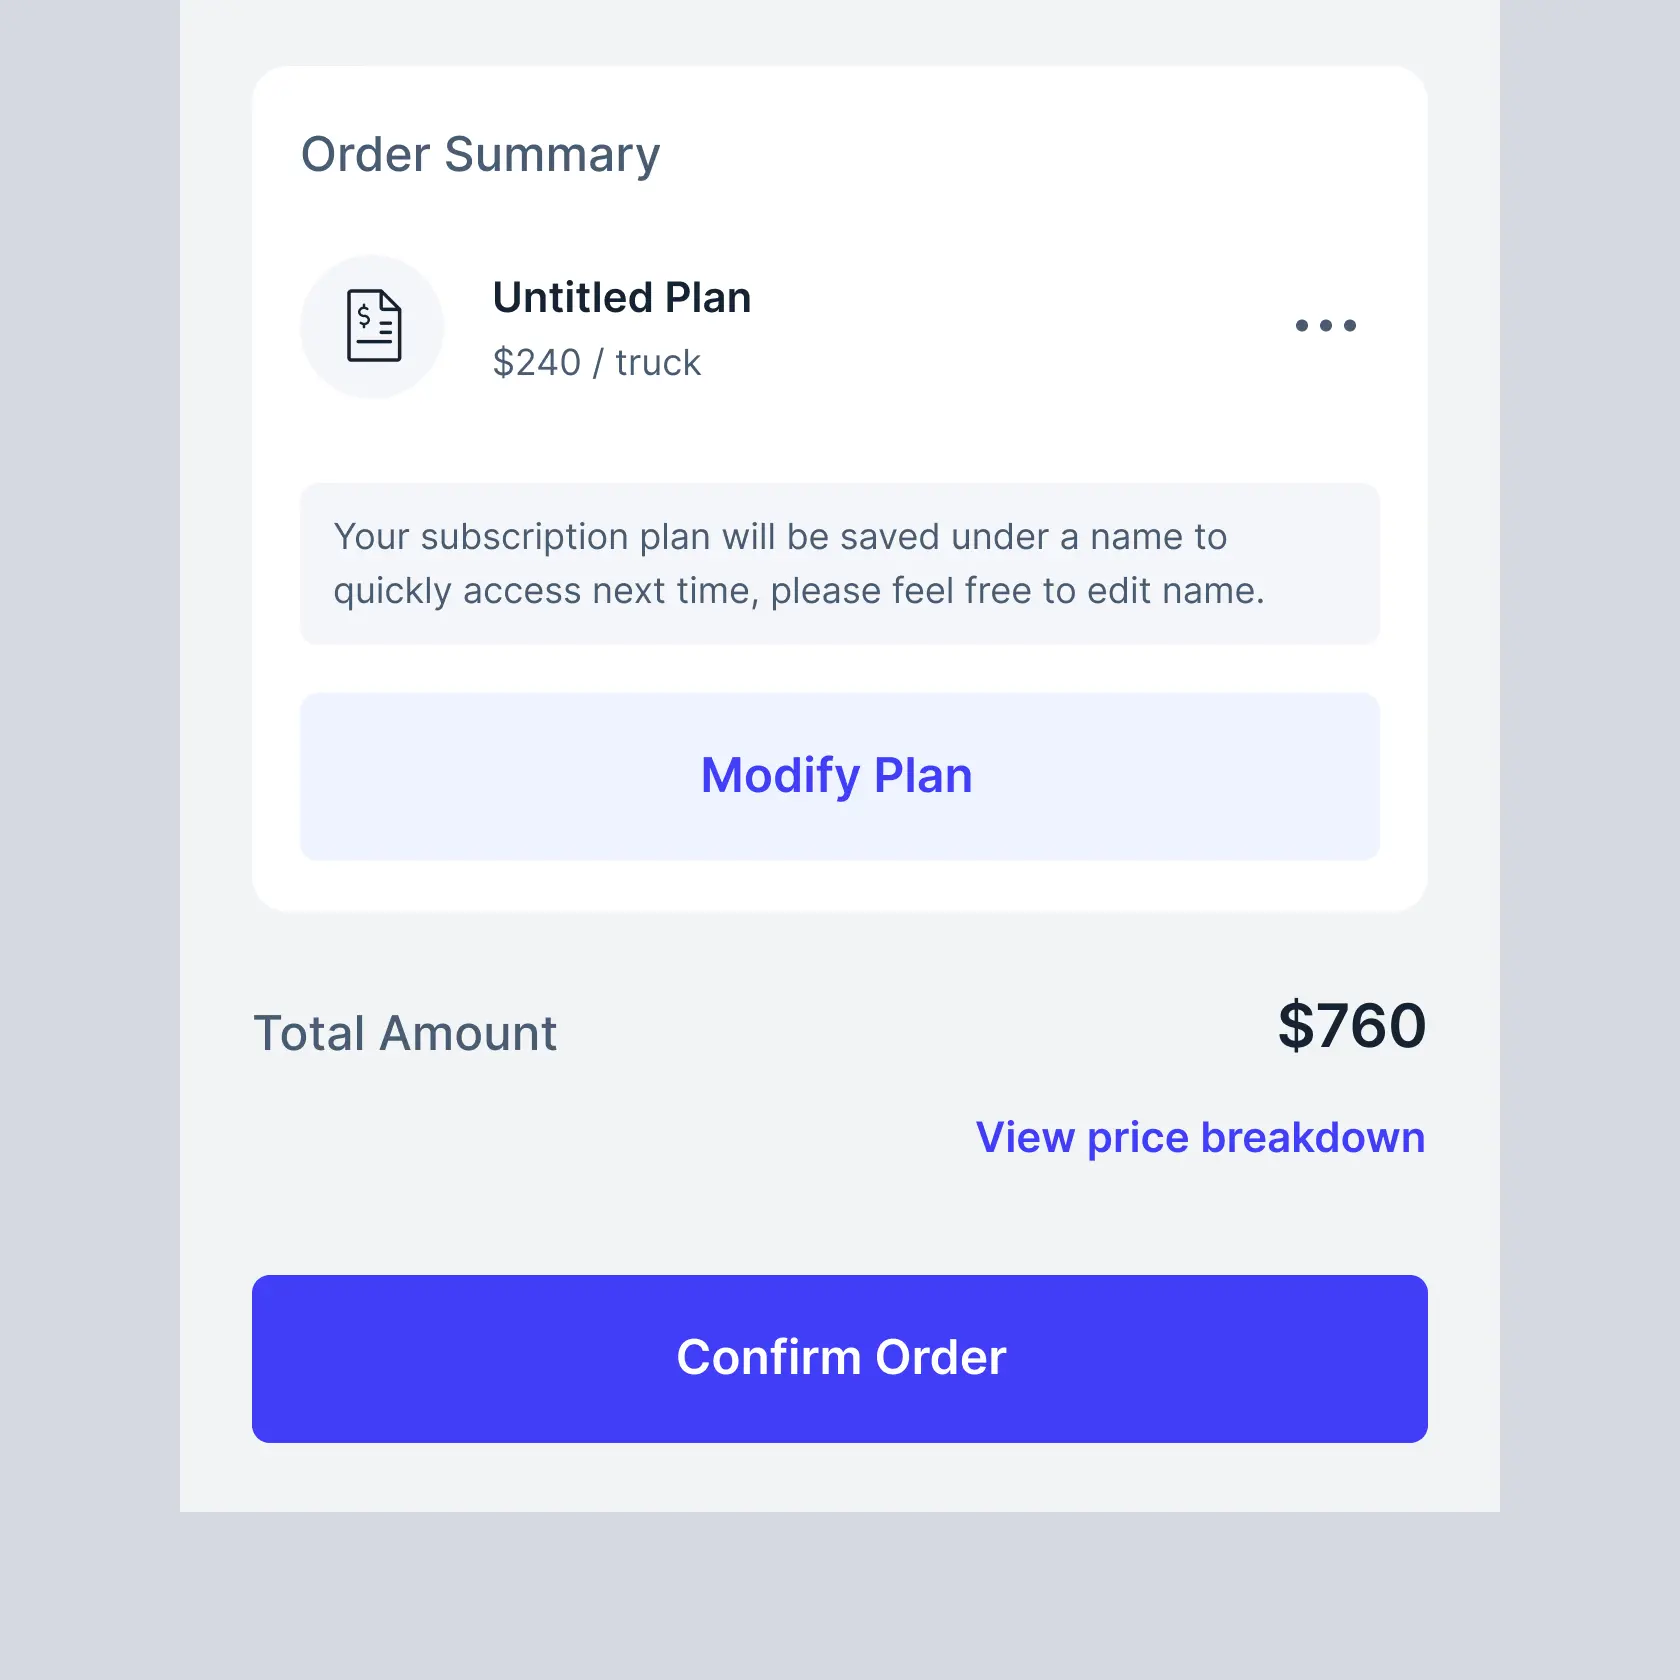 Order Summary
Untitled Plan
$240 / truck
Your subscription plan will be saved under a name to
quickly access next time, please feel free to edit name.
Modify Plan
Total Amount
$760
View price breakdown
Confirm Order